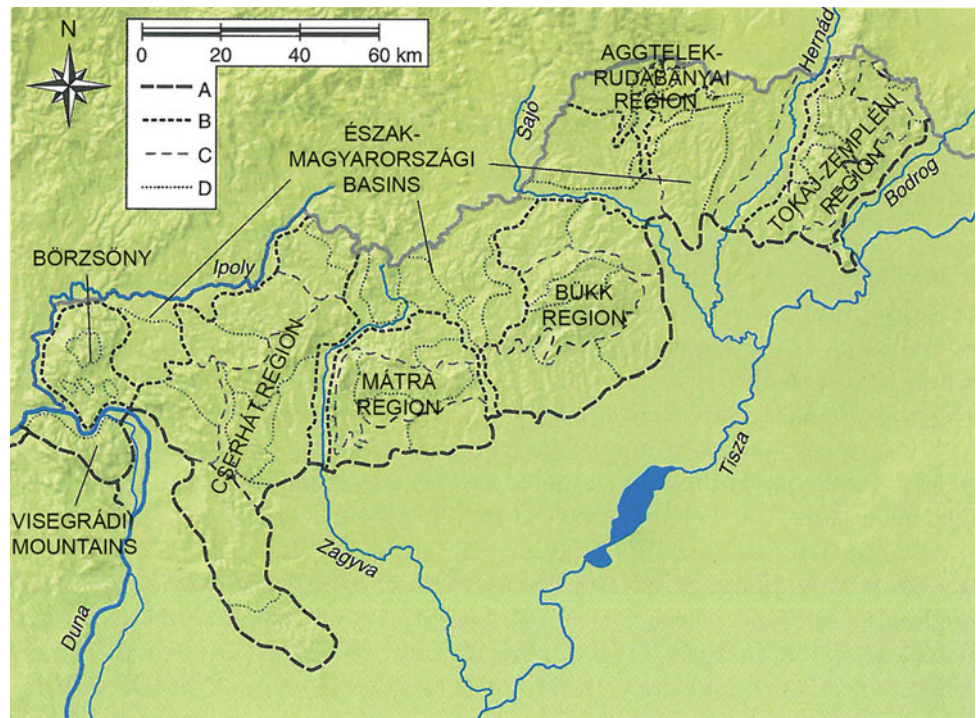 N
0 20 40 60 km
A
B
C
D
AGGTELEK-
RUDABÁNYAI
REGION
Hernád
Sajó
ÉSZAK-
MAGYARORSZÁGI
BASINS
TOKAJ-ZEMPLÉNI
REGION
Bodrog
BÖRZSÖNY
Ipoly
BÜKK
REGION
CSERHÁT REGION
MÁTRA
REGION
Tisza
VISEGRÁDI
MOUNTAINS
Zagyva
Duna